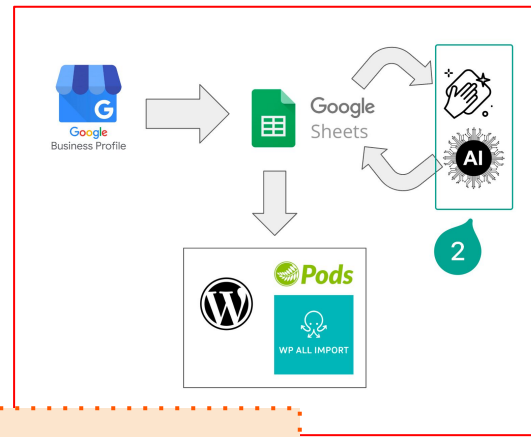 G
Google
Business Profile
Google
Sheets
AI
2
W
Pods
WP ALL IMPORT